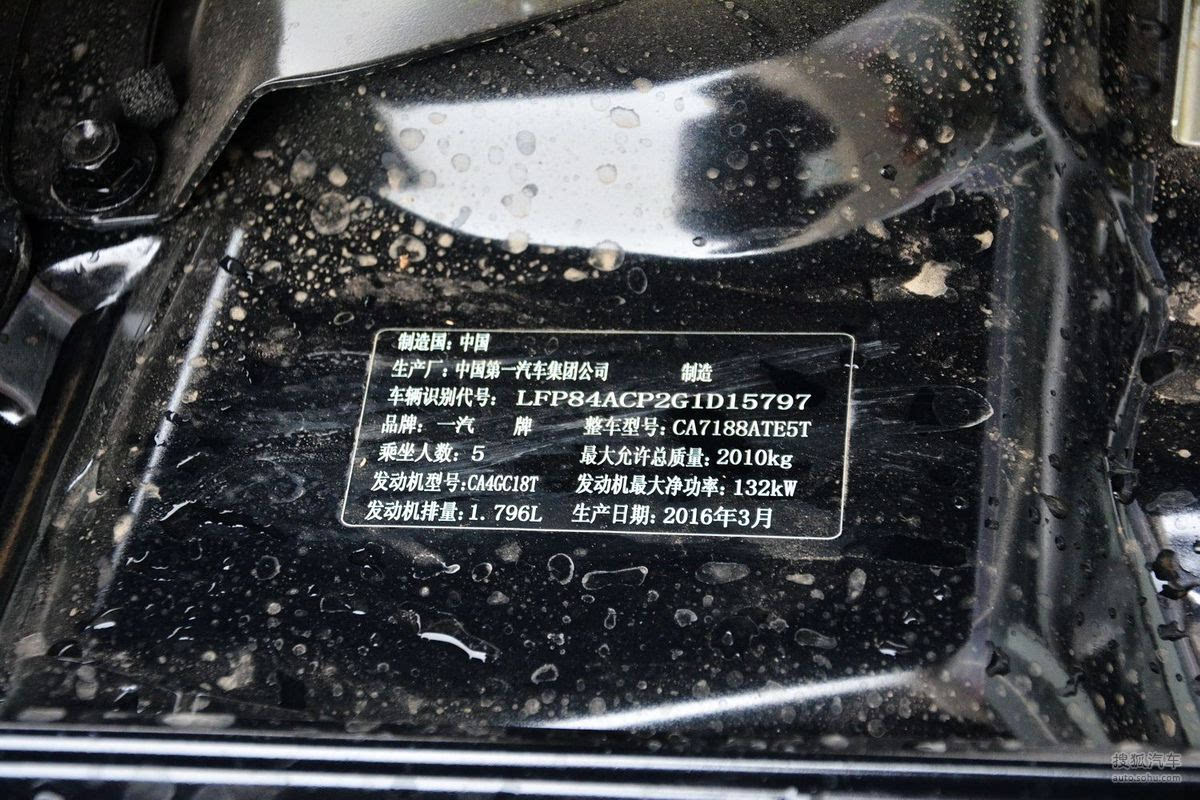 制造国：中国
生产厂：中国第一汽车集团公司 制造
车辆识别代号： LFP84ACP2G1D15797
品牌： 一汽 牌 整车型号：CA7188ATE5T
乘坐人数：5 最大允许总质量：2010kg
发动机型号：CA4GC18T 发动机最大净功率：132kW
发动机排量：1.796L 生产日期：2016年3月
搜狐汽车
auto.sohu.com